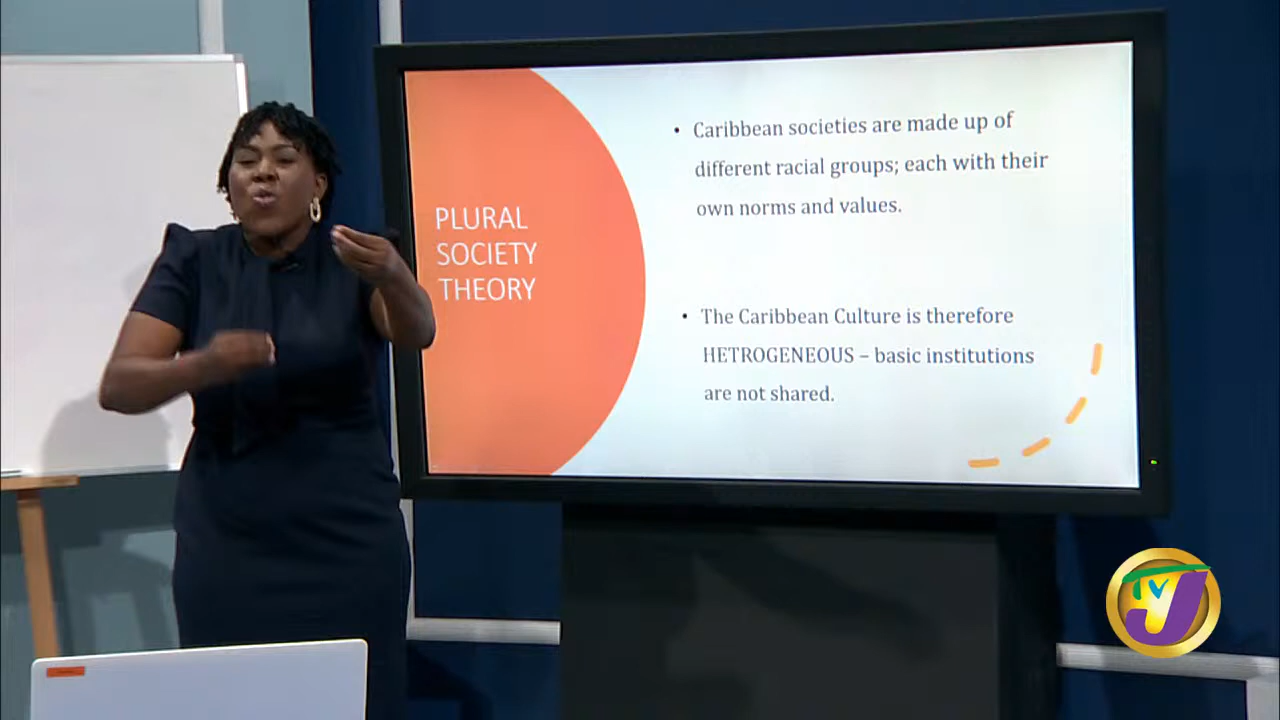 PLURAL
SOCIETY
THEORY
• Caribbean societies are made up of
different racial groups; each with their
own norms and values.
• The Caribbean Culture is therefore
HETROGENEOUS – basic institutions
are not shared.
TVJ